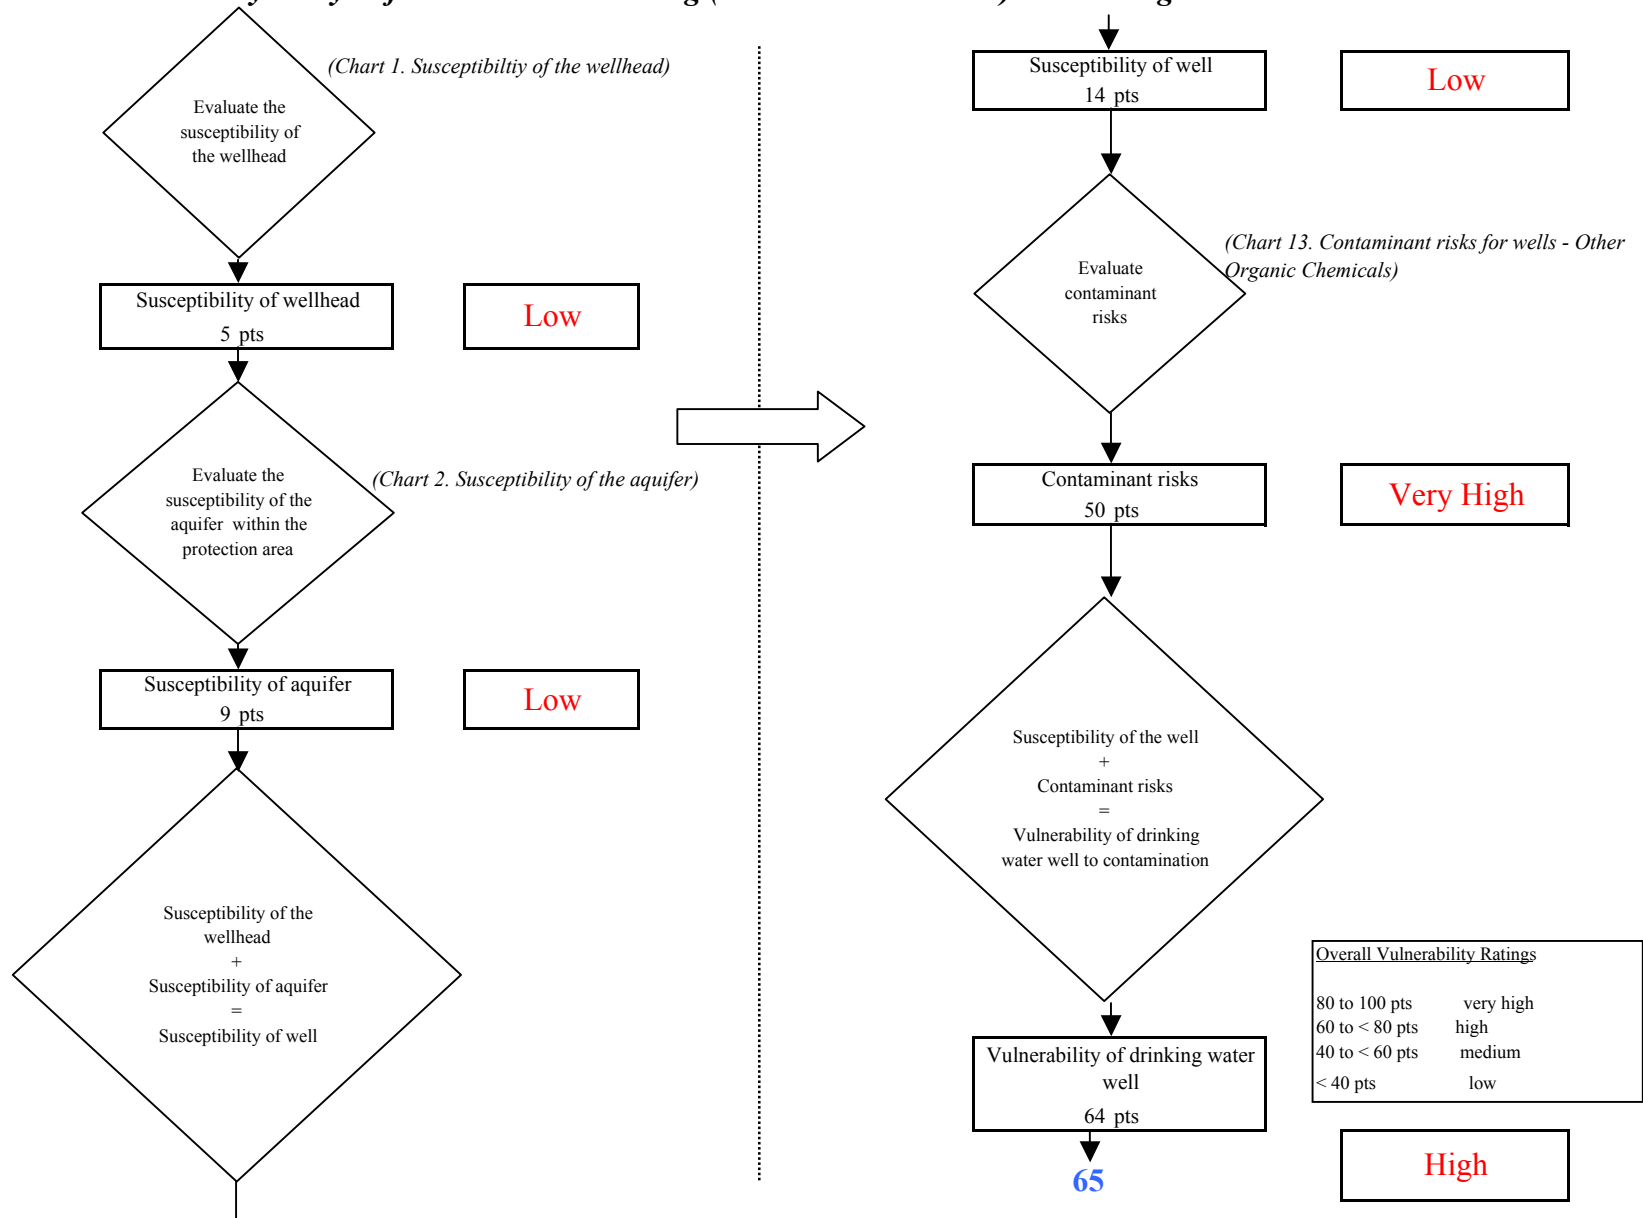 (Chart 1. Susceptibiltiy of the wellhead)
Evaluate the
susceptibility of
the wellhead
Susceptibility of wellhead
5 pts
Low
Evaluate the
susceptibility of the
aquifer within the
protection area
(Chart 2. Susceptibility of the aquifer)
Susceptibility of aquifer
9 pts
Low
Susceptibility of the
wellhead
+
Susceptibility of aquifer
=
Susceptibility of well
Susceptibility of well
14 pts
Low
(Chart 13. Contaminant risks for wells - Other
Organic Chemicals)
Evaluate
contaminant
risks
Contaminant risks
50 pts
Very High
Susceptibility of the well
+
Contaminant risks
=
Vulnerability of drinking
water well to contamination
Overall Vulnerability Ratings
80 to 100 pts very high
60 to < 80 pts high
40 to < 60 pts medium
< 40 pts low
Vulnerability of drinking water
well
64 pts
65
High